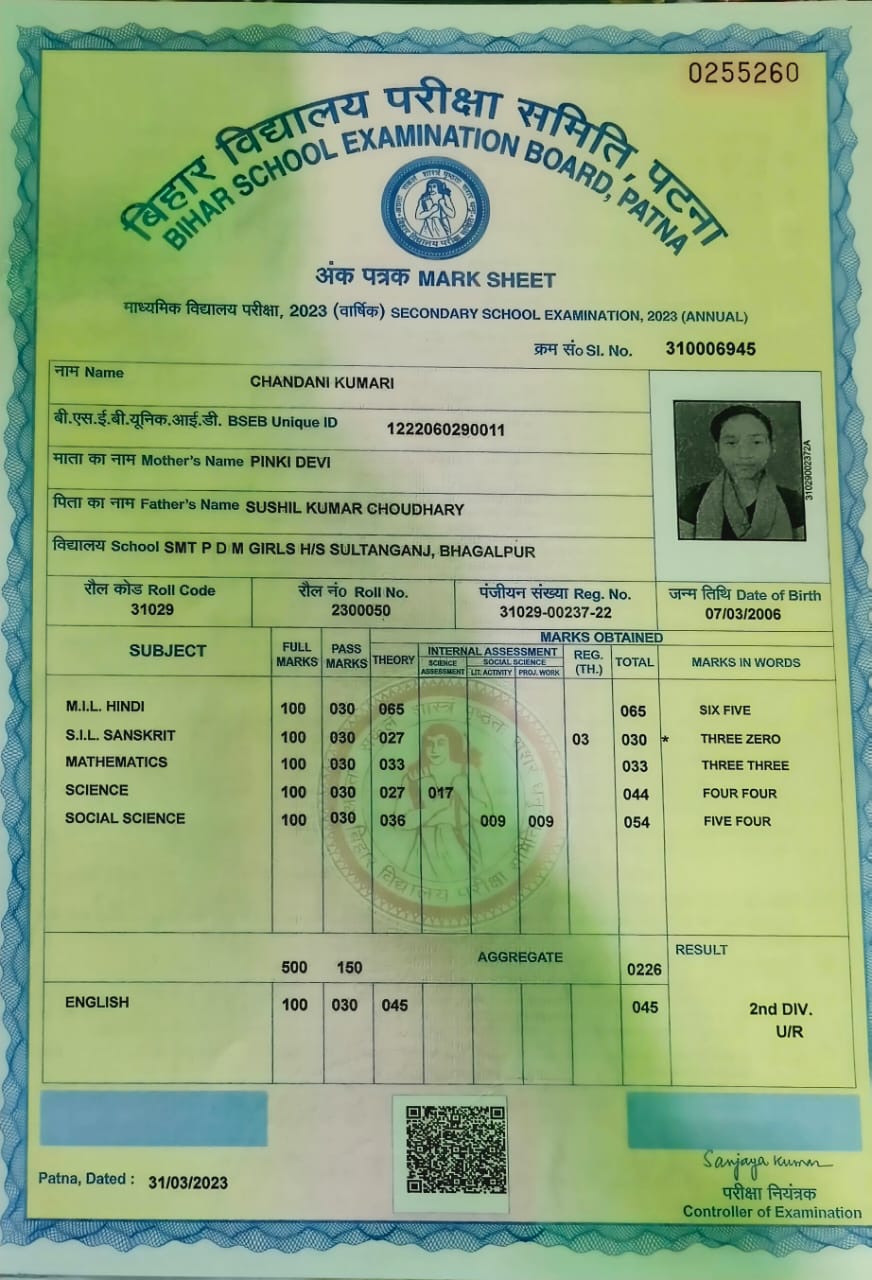 0255260
बिहार विद्यालय परीक्षा समिति, पटना
BIHAR SCHOOL EXAMINATION BOARD, PATNA
अंक पत्रक MARK SHEET
माध्यमिक विद्यालय परीक्षा, 2023 (वार्षिक) SECONDARY SCHOOL EXAMINATION, 2023 (ANNUAL)
क्रम सं० Sl. No. 310006945
नाम Name CHANDANI KUMARI
बी.एस.ई.बी.यूनिक.आई.डी. BSEB Unique ID 1222060290011
माता का नाम Mother's Name PINKI DEVI
पिता का नाम Father's Name SUSHIL KUMAR CHOUDHARY
विद्यालय School SMT P D M GIRLS H/S SULTANGANJ, BHAGALPUR
31029002372A
रौल कोड Roll Code रौल नं0 Roll No. पंजीयन संख्या Reg. No. जन्म तिथि Date of Birth
31029 2300050 31029-00237-22 07/03/2006
MARKS OBTAINED
SUBJECT FULL MARKS PASS MARKS THEORY INTERNAL ASSESSMENT REG. (TH.) TOTAL MARKS IN WORDS
SCIENCE ASSESSMENT SOCIAL SCIENCE
LIT. ACTIVITY PROJ. WORK
M.I.L. HINDI 100 030 065 065 SIX FIVE
S.I.L. SANSKRIT 100 030 027 03 030 * THREE ZERO
MATHEMATICS 100 030 033 033 THREE THREE
SCIENCE 100 030 027 017 044 FOUR FOUR
SOCIAL SCIENCE 100 030 036 009 009 054 FIVE FOUR
बिहार विद्यालय परीक्षा समिति
500 150 AGGREGATE 0226 RESULT
ENGLISH 100 030 045 045 2nd DIV.
U/R
Patna, Dated : 31/03/2023
Sanjaya Kumar
परीक्षा नियंत्रक
Controller of Examination